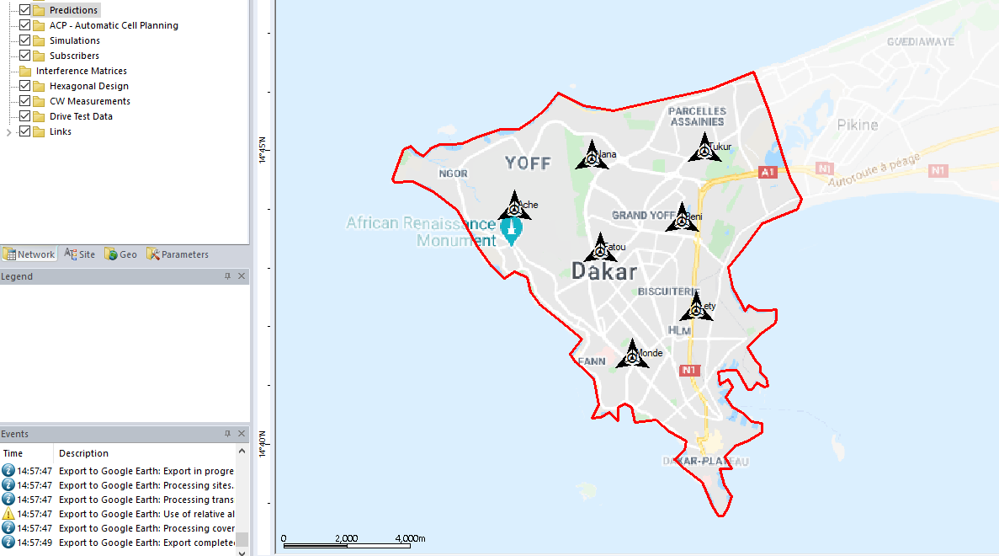 Predictions
ACP - Automatic Cell Planning
Simulations
Subscribers
Interference Matrices
Hexagonal Design
CW Measurements
Drive Test Data
Links
Network Site Geo Parameters
Legend
Events
Time Description
14:57:47 Export to Google Earth: Export in progre
14:57:47 Export to Google Earth: Processing sites.
14:57:47 Export to Google Earth: Processing trans
14:57:47 Export to Google Earth: Use of relative al
14:57:47 Export to Google Earth: Processing cover
14:57:49 Export to Google Earth: Export complete
14°45'N
14°40'N
GUEDIAWAYE
PARCELLES
ASSAINIES
Pikine
Tukur
YOFF
NGOR
A1
N1
Autoroute à péage
N1
Ache
GRAND YOFF
Beni
African Renaissance
Monument
Fatou
Dakar
BISCUITERIE
Lety
HLM
Monde
FANN
N1
DAKAR-PLATEAU
0 2,000 4,000m